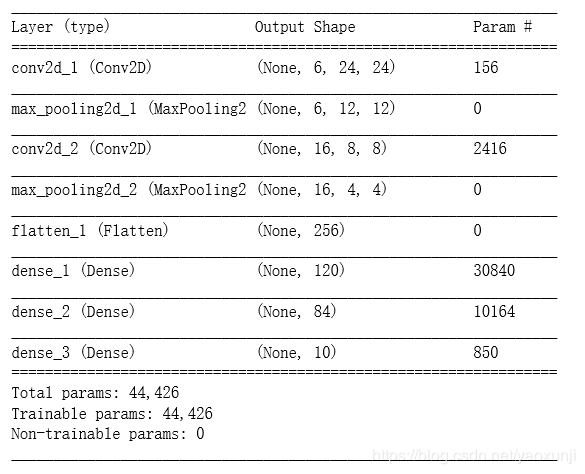 Layer (type) Output Shape Param #
conv2d_1 (Conv2D) (None, 6, 24, 24) 156
max_pooling2d_1 (MaxPooling2 (None, 6, 12, 12) 0
conv2d_2 (Conv2D) (None, 16, 8, 8) 2416
max_pooling2d_2 (MaxPooling2 (None, 16, 4, 4) 0
flatten_1 (Flatten) (None, 256) 0
dense_1 (Dense) (None, 120) 30840
dense_2 (Dense) (None, 84) 10164
dense_3 (Dense) (None, 10) 850
Total params: 44,426
Trainable params: 44,426
Non-trainable params: 0
https://blog.csdn.net/yaoxunji